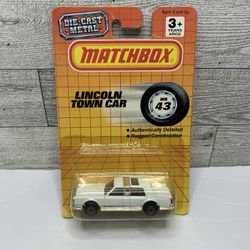 DIE-CAST
METAL
Ages 3 and Up
3+
YEARS
AÑOS
MATCHBOX
LINCOLN
TOWN CAR
MB
43
• Authentically Detailed
• Rugged Construction